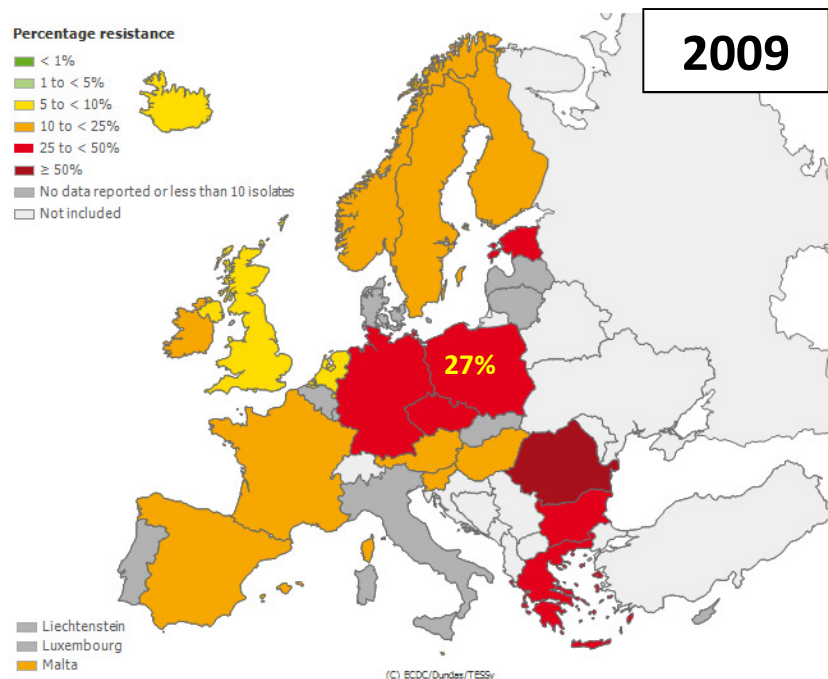 Percentage resistance
2009
< 1%
1 to < 5%
5 to < 10%
10 to < 25%
25 to < 50%
≥ 50%
No data reported or less than 10 isolates
Not included
27%
Liechtenstein
Luxembourg
Malta
(C) ECDC/Dundas/TESSy